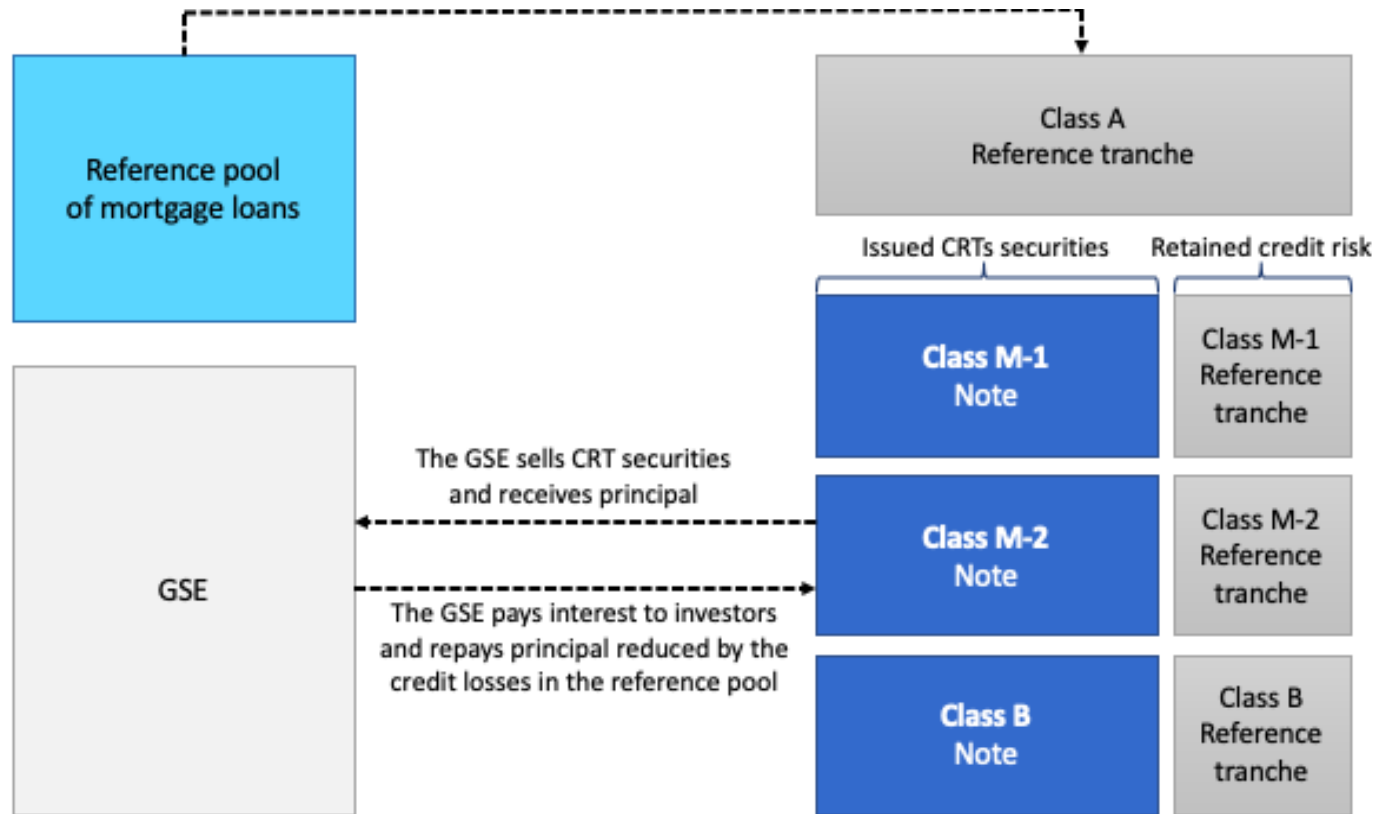 Reference pool
of mortgage loans
Class A
Reference tranche
Issued CRTs securities
Retained credit risk
Class M-1
Note
Class M-1
Reference
tranche
GSE
The GSE sells CRT securities
and receives principal
The GSE pays interest to investors
and repays principal reduced by the
credit losses in the reference pool
Class M-2
Note
Class M-2
Reference
tranche
Class B
Note
Class B
Reference
tranche